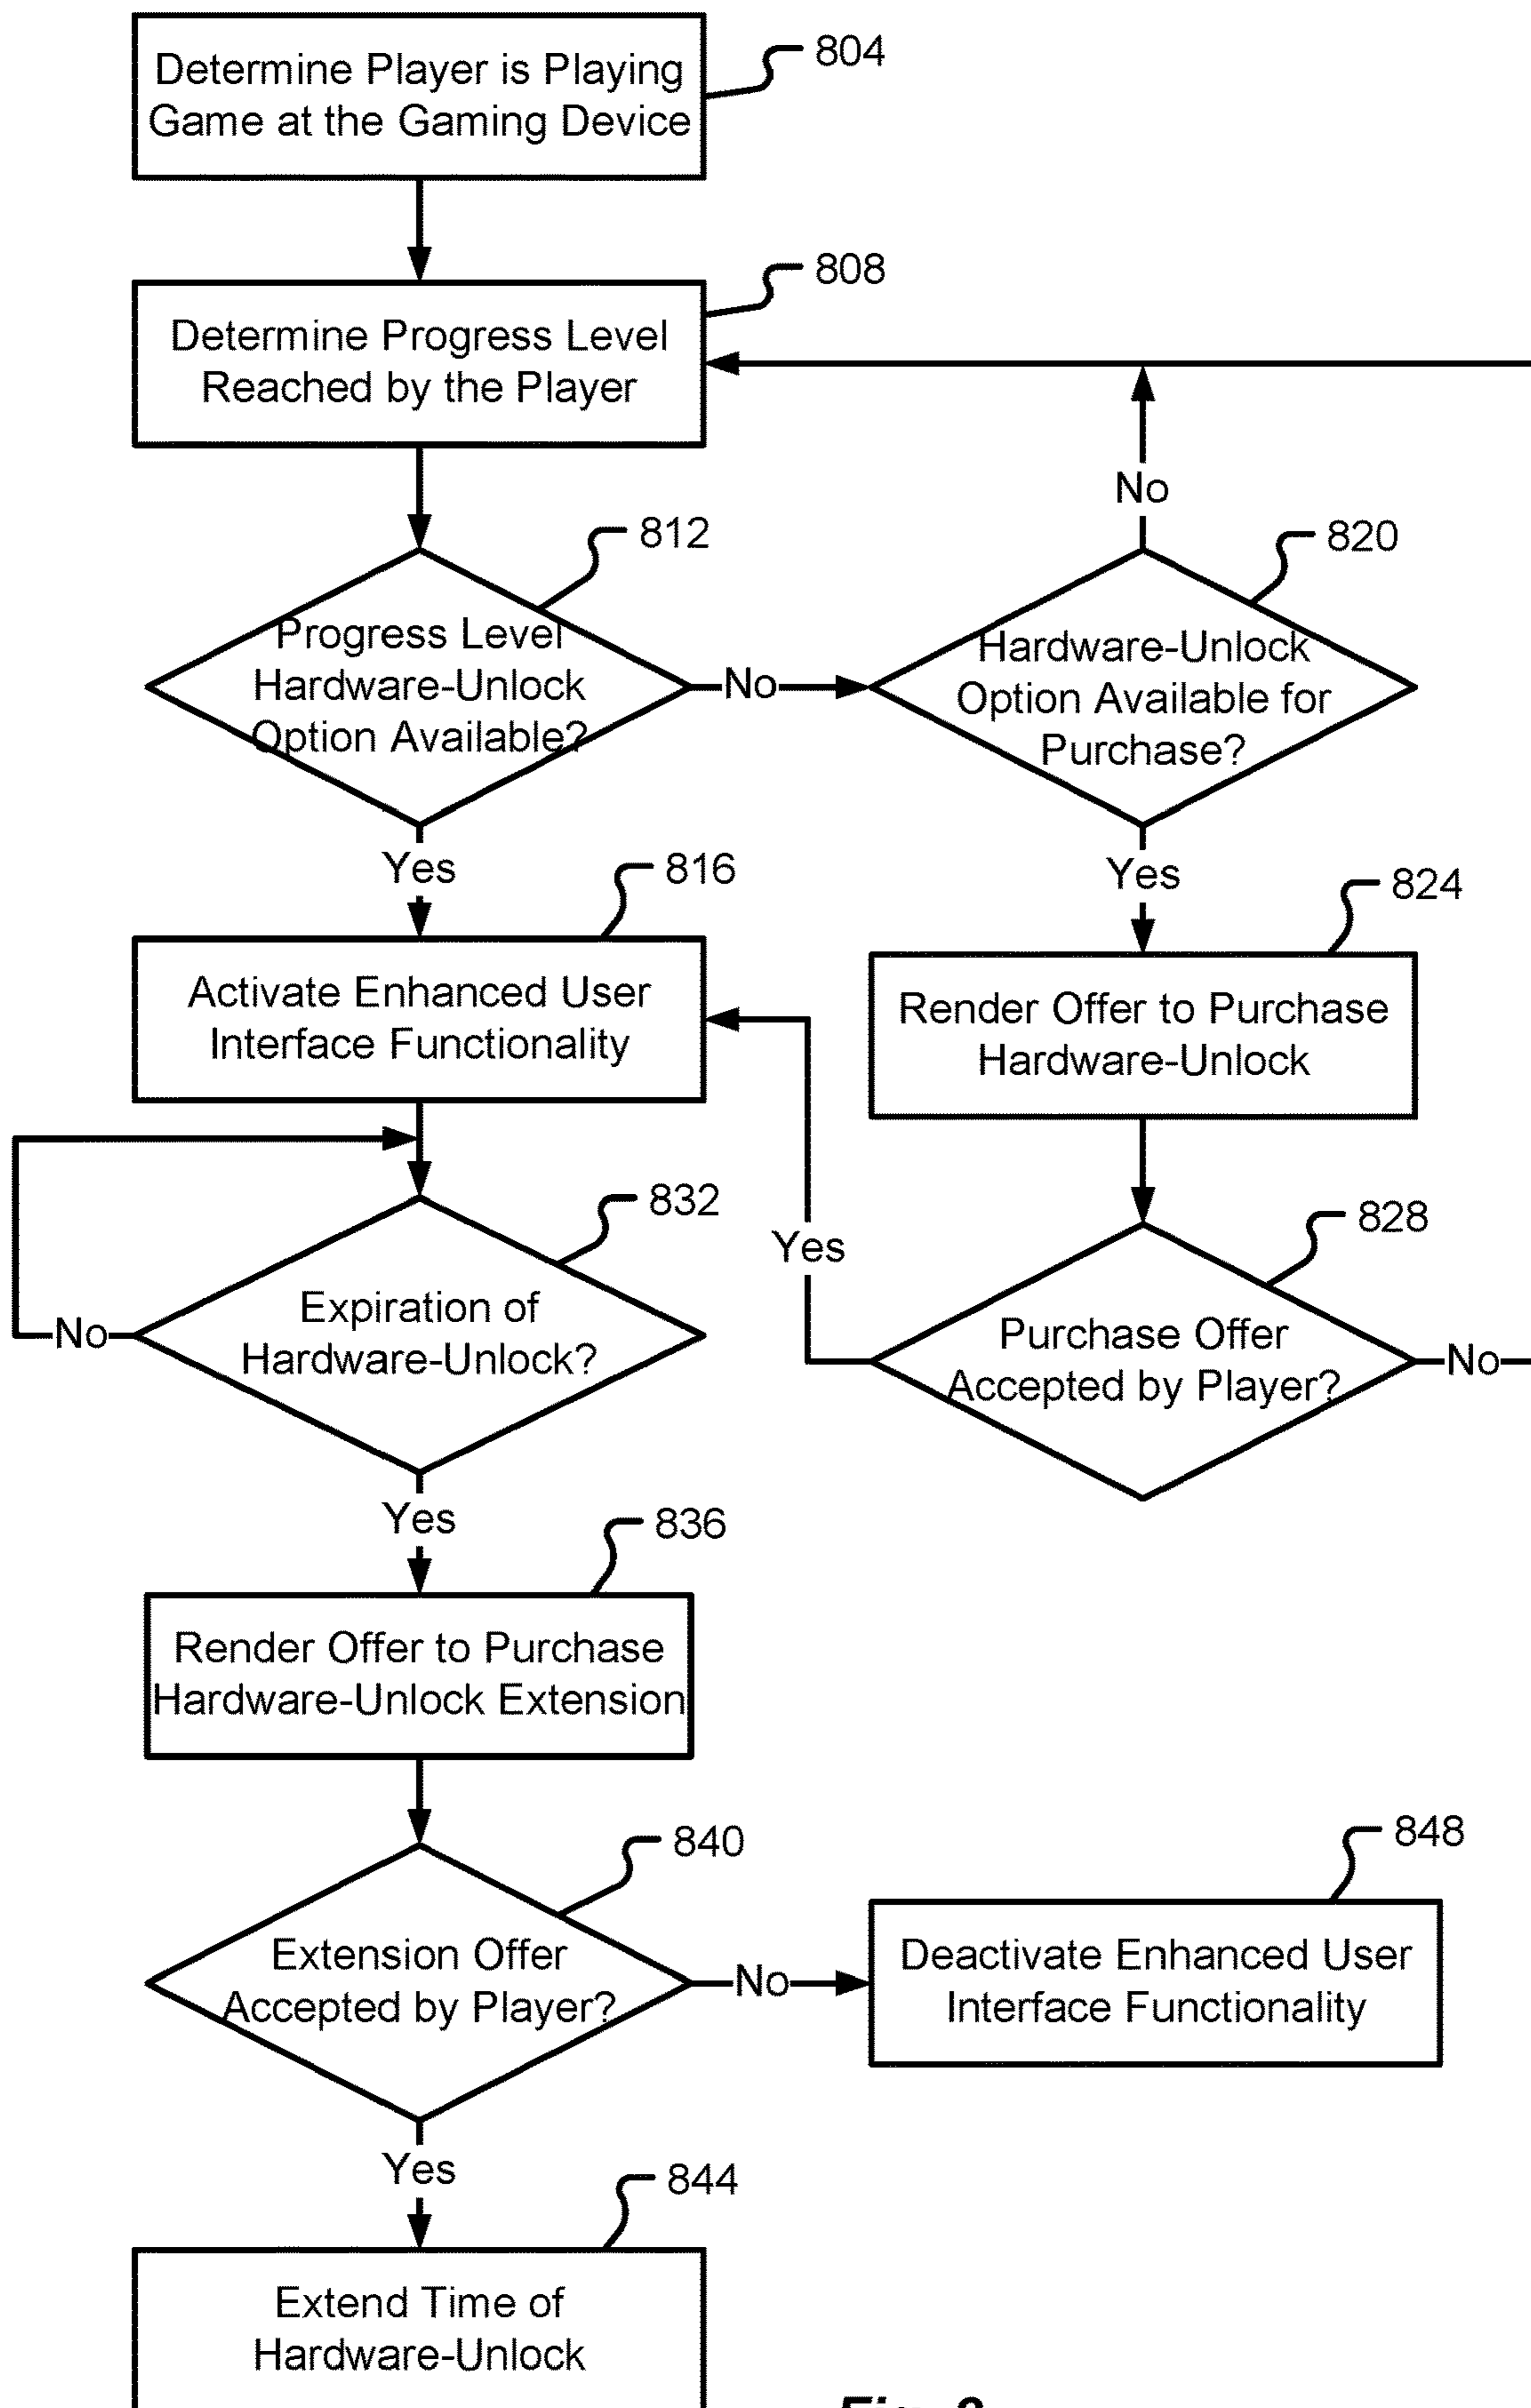 Determine Player is Playing
Game at the Gaming Device
804
Determine Progress Level
Reached by the Player
808
Progress Level
Hardware-Unlock
Option Available?
812
No
Hardware-Unlock
Option Available for
Purchase?
820
No
Yes
Activate Enhanced User
Interface Functionality
816
Yes
Render Offer to Purchase
Hardware-Unlock
824
Purchase Offer
Accepted by Player?
828
Yes
No
Expiration of
Hardware-Unlock?
832
No
Yes
Render Offer to Purchase
Hardware-Unlock Extension
836
Extension Offer
Accepted by Player?
840
No
Deactivate Enhanced User
Interface Functionality
848
Yes
Extend Time of
Hardware-Unlock
844